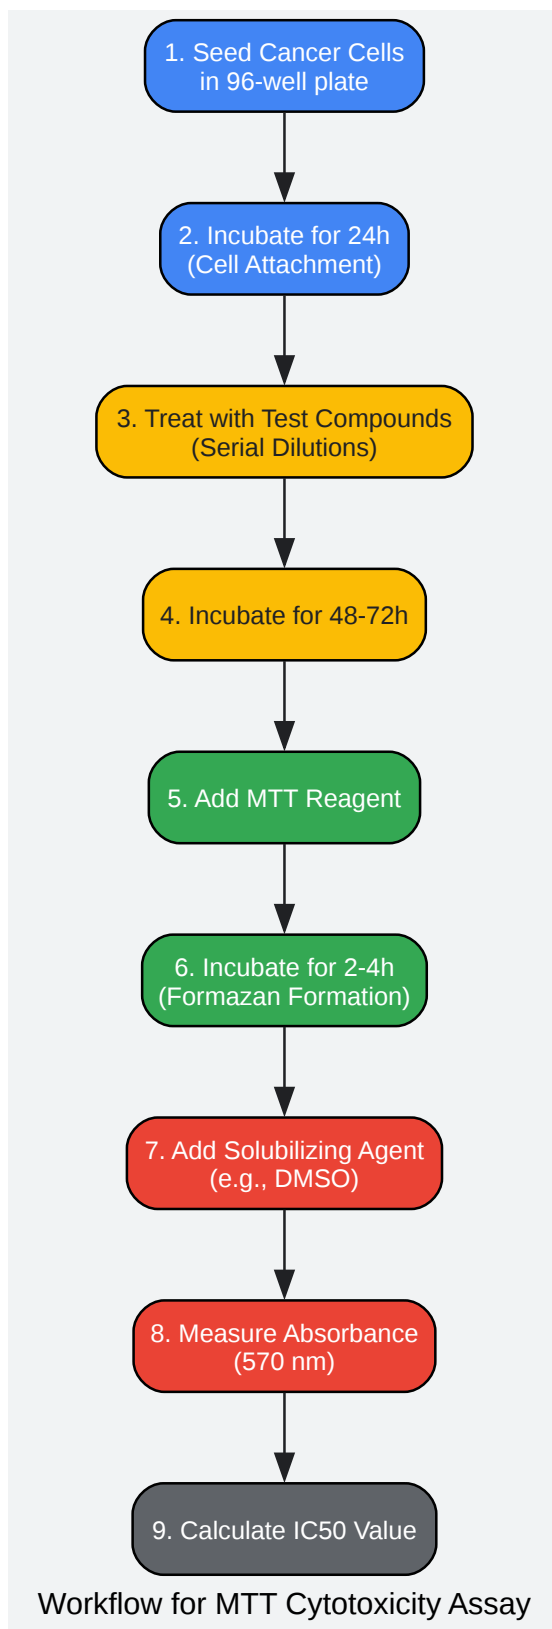 1. Seed Cancer Cells
in 96-well plate
2. Incubate for 24h
(Cell Attachment)
3. Treat with Test Compounds
(Serial Dilutions)
4. Incubate for 48-72h
5. Add MTT Reagent
6. Incubate for 2-4h
(Formazan Formation)
7. Add Solubilizing Agent
(e.g., DMSO)
8. Measure Absorbance
(570 nm)
9. Calculate IC50 Value
Workflow for MTT Cytotoxicity Assay